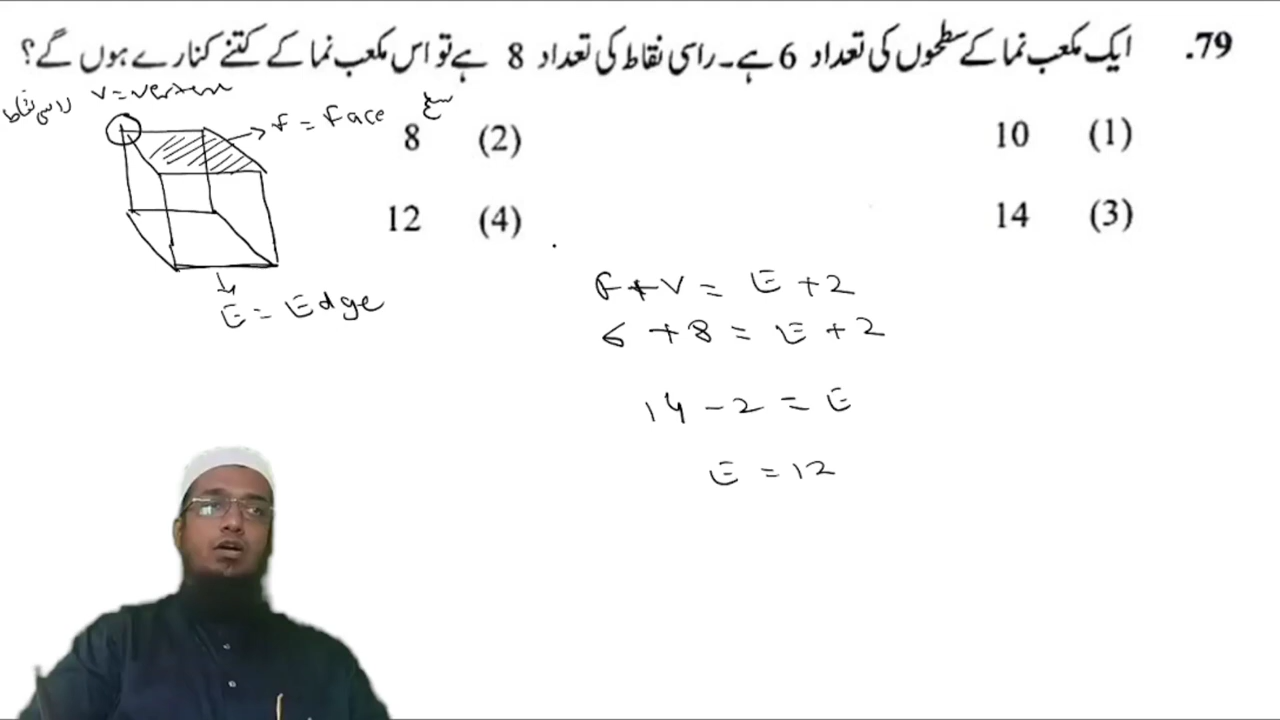 79. ایک مکعب نما کے سطحوں کی تعداد 6 ہے۔ راسی نقاط کی تعداد 8 ہے تو اس مکعب نما کے کتنے کنارے ہوں گے؟
(1) 10
(2) 8
(3) 14
(4) 12
راسی نقاط V = vertex
F = Face سطح
E = Edge
F + V = E + 2
6 + 8 = E + 2
14 - 2 = E
E = 12